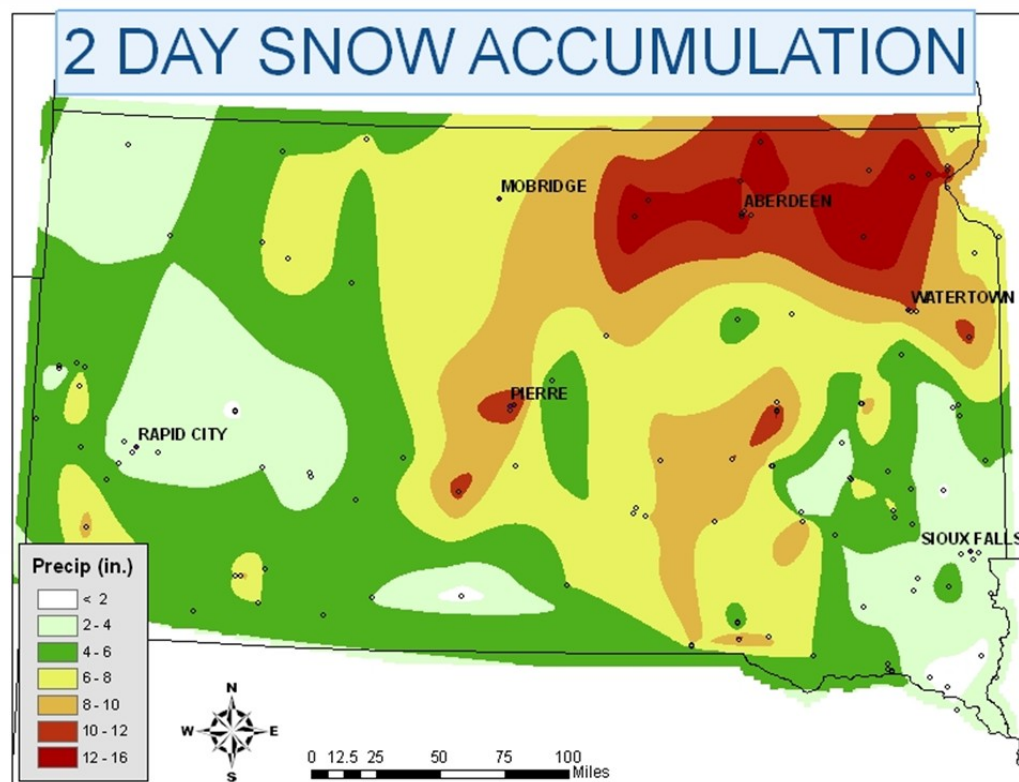 2 DAY SNOW ACCUMULATION
MOBRIDGE
ABERDEEN
WATERTOWN
PIERRE
RAPID CITY
SIOUX FALLS
Precip (in.)
< 2
2 - 4
4 - 6
6 - 8
8 - 10
10 - 12
12 - 16
N
W E
S
0 12.5 25 50 75 100
Miles